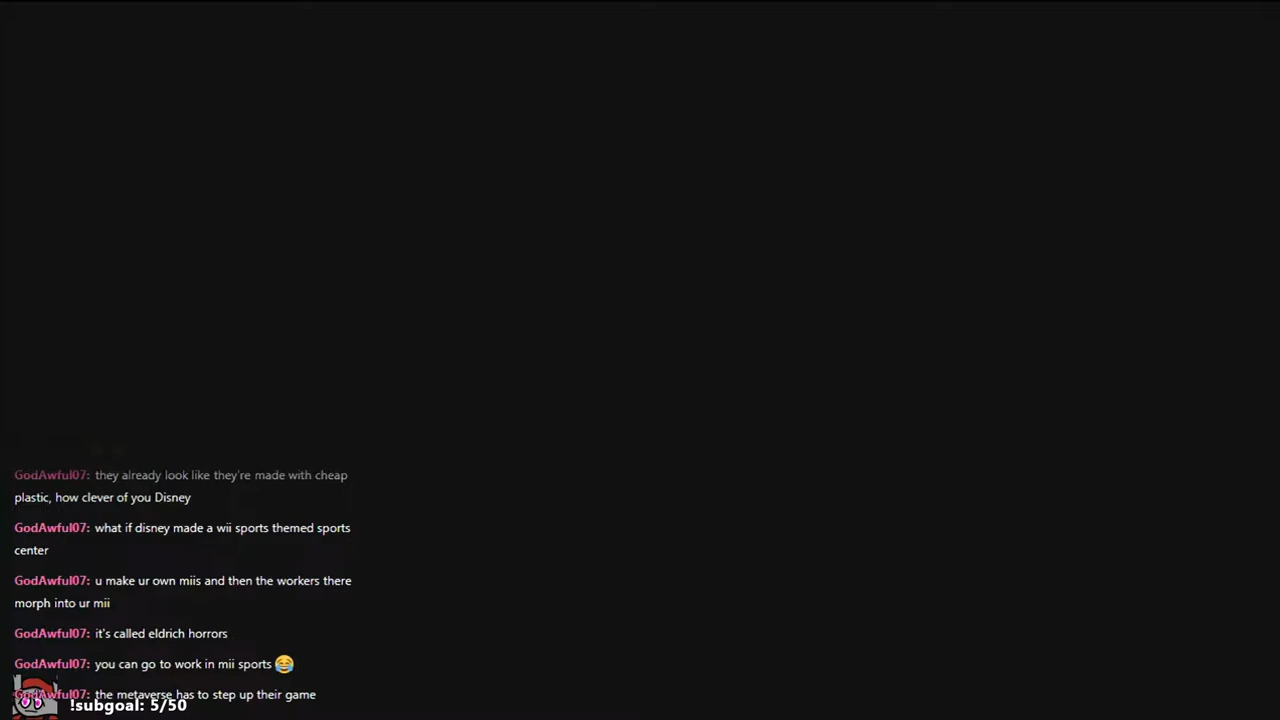 GodAwful07: they already look like they're made with cheap
plastic, how clever of you Disney
GodAwful07: what if disney made a wii sports themed sports
center
GodAwful07: u make ur own miis and then the workers there
morph into ur mii
GodAwful07: it's called eldrich horrors
GodAwful07: you can go to work in mii sports 😂
GodAwful07: the metaverse has to step up their game
!subgoal: 5/50